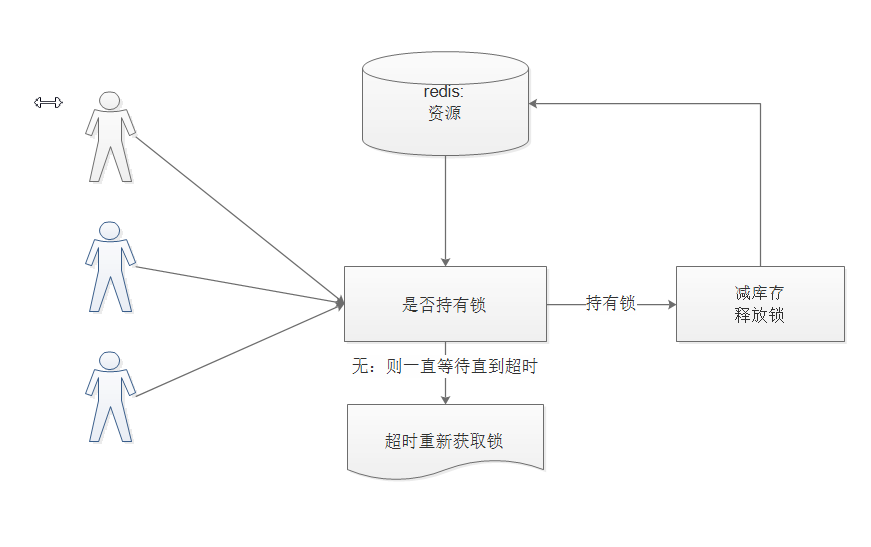 redis:
资源
是否持有锁
持有锁
减库存
释放锁
无：则一直等待直到超时
超时重新获取锁